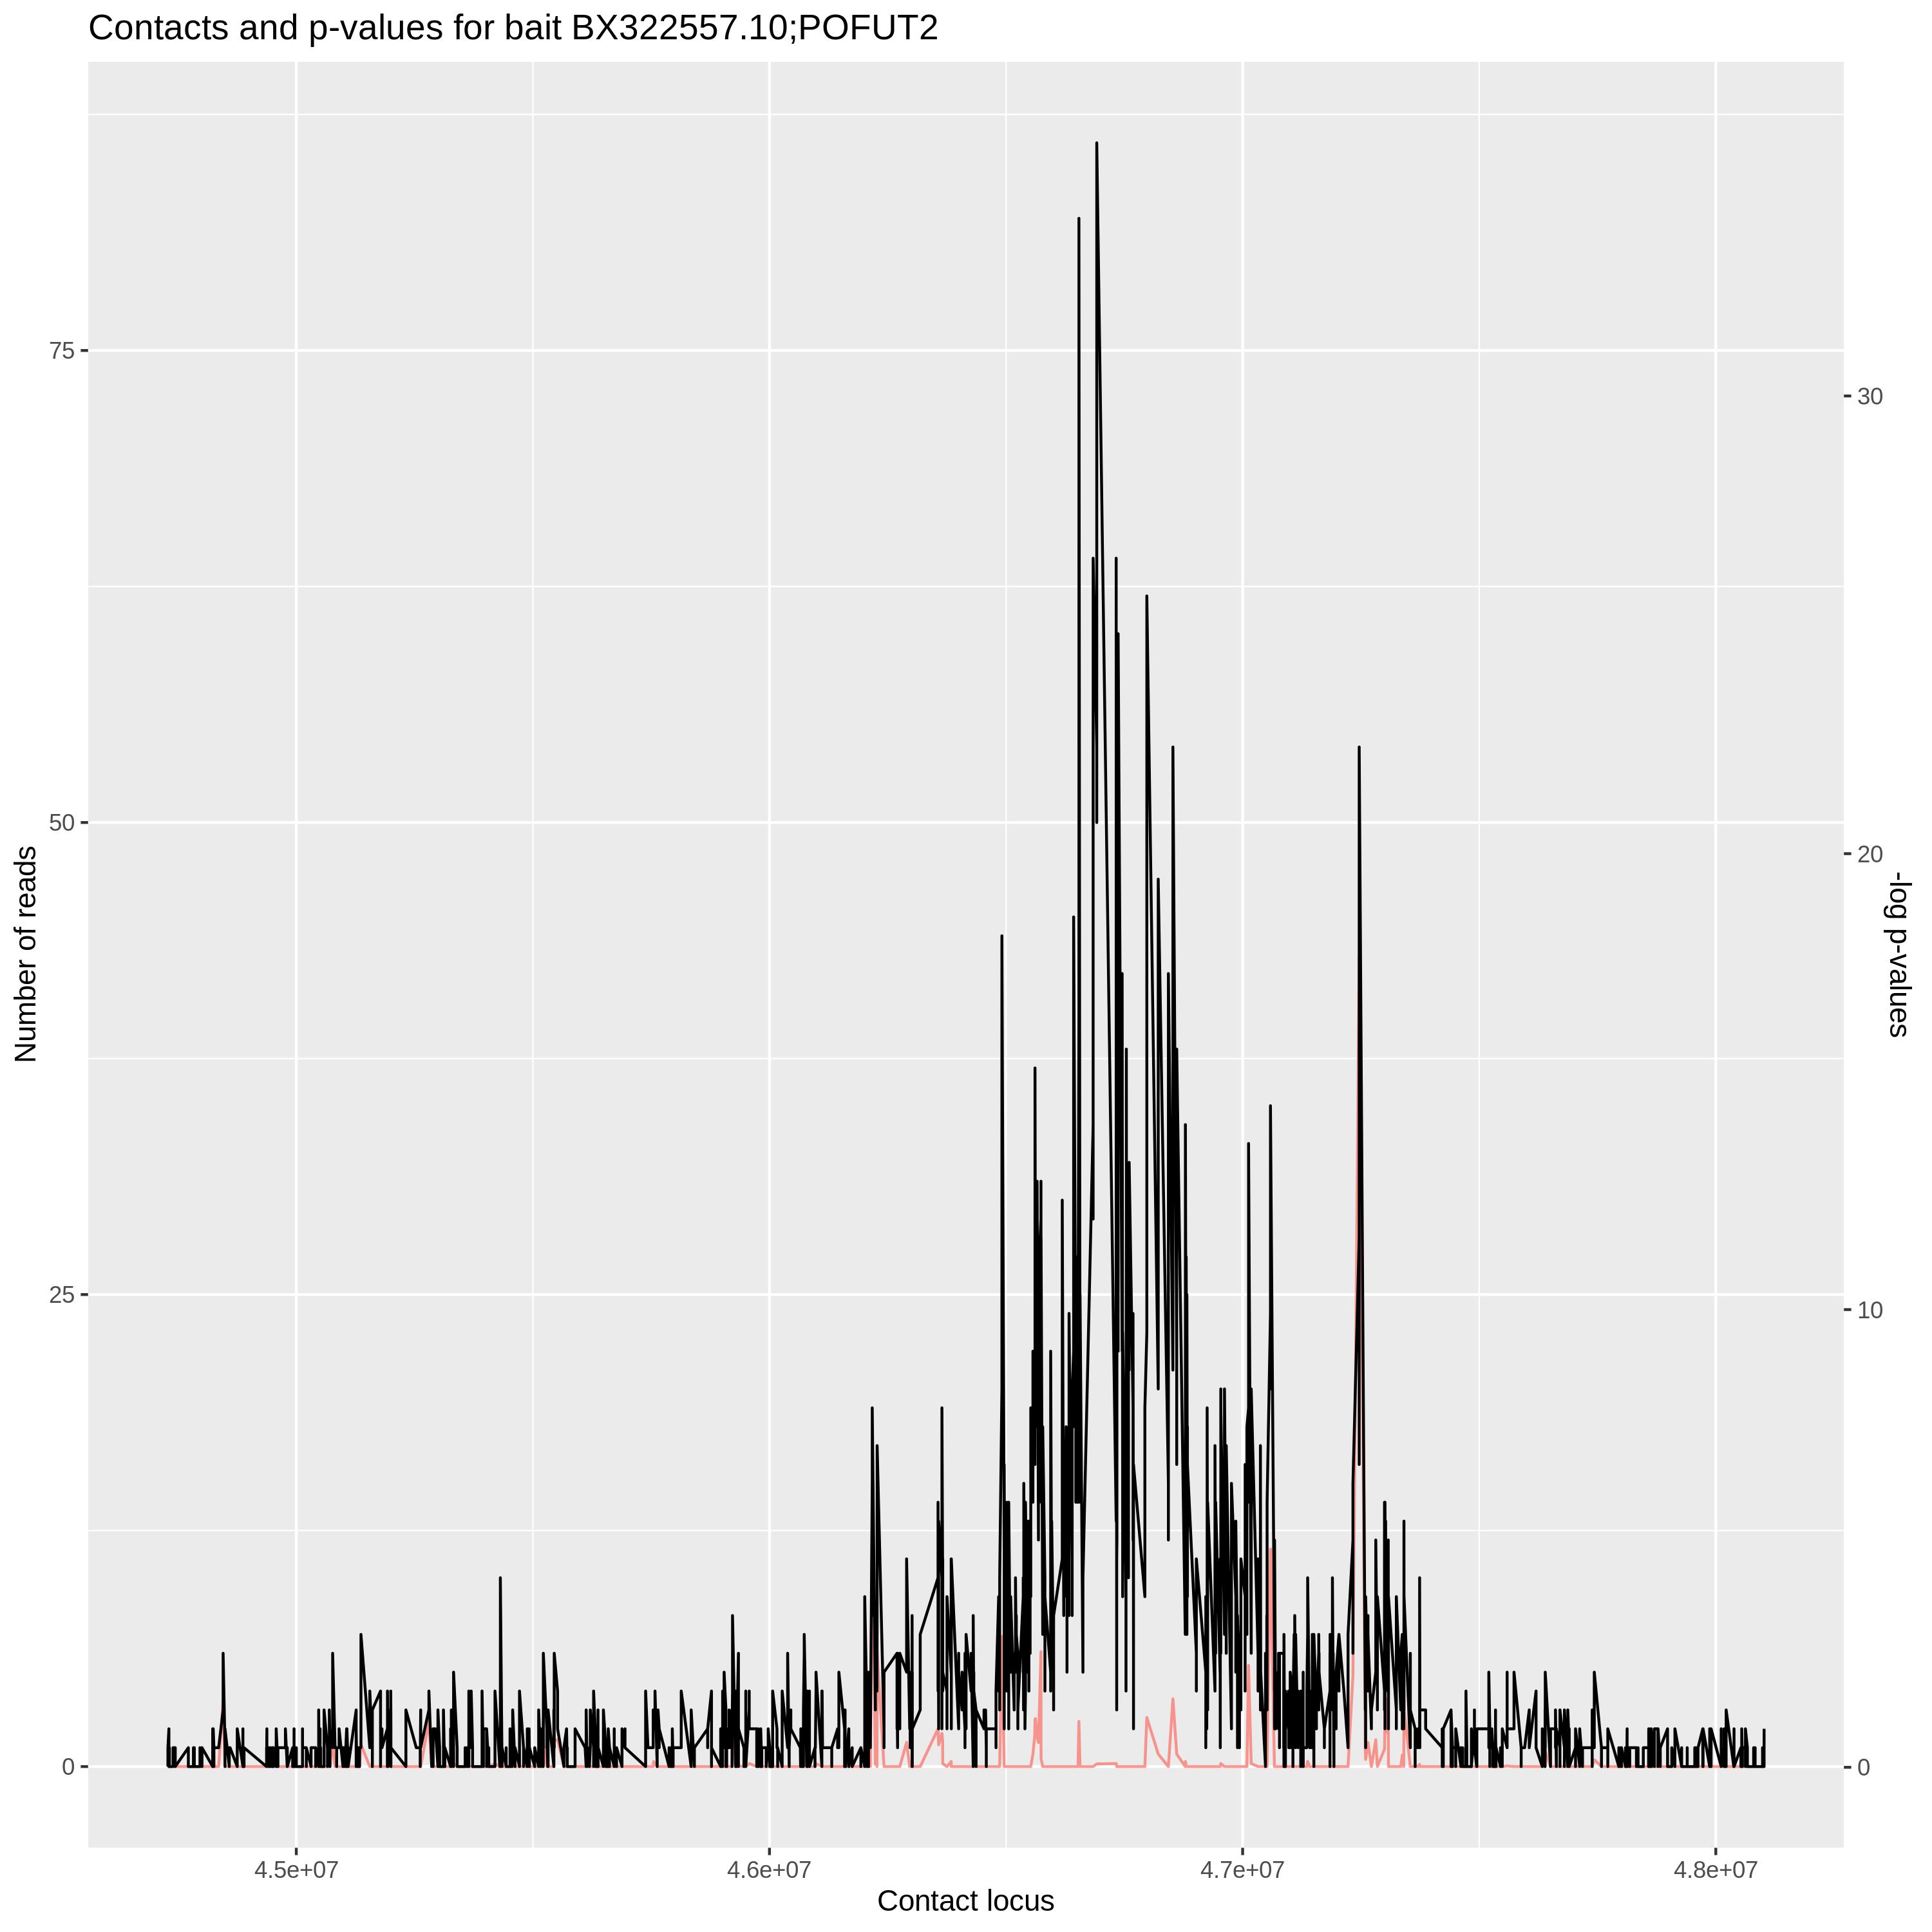 Contacts and p-values for bait BX322557.10;POFUT2
75
50
25
0
30
20
10
0
Number of reads
-log p-values
4.5e+07
4.6e+07
4.7e+07
4.8e+07
Contact locus